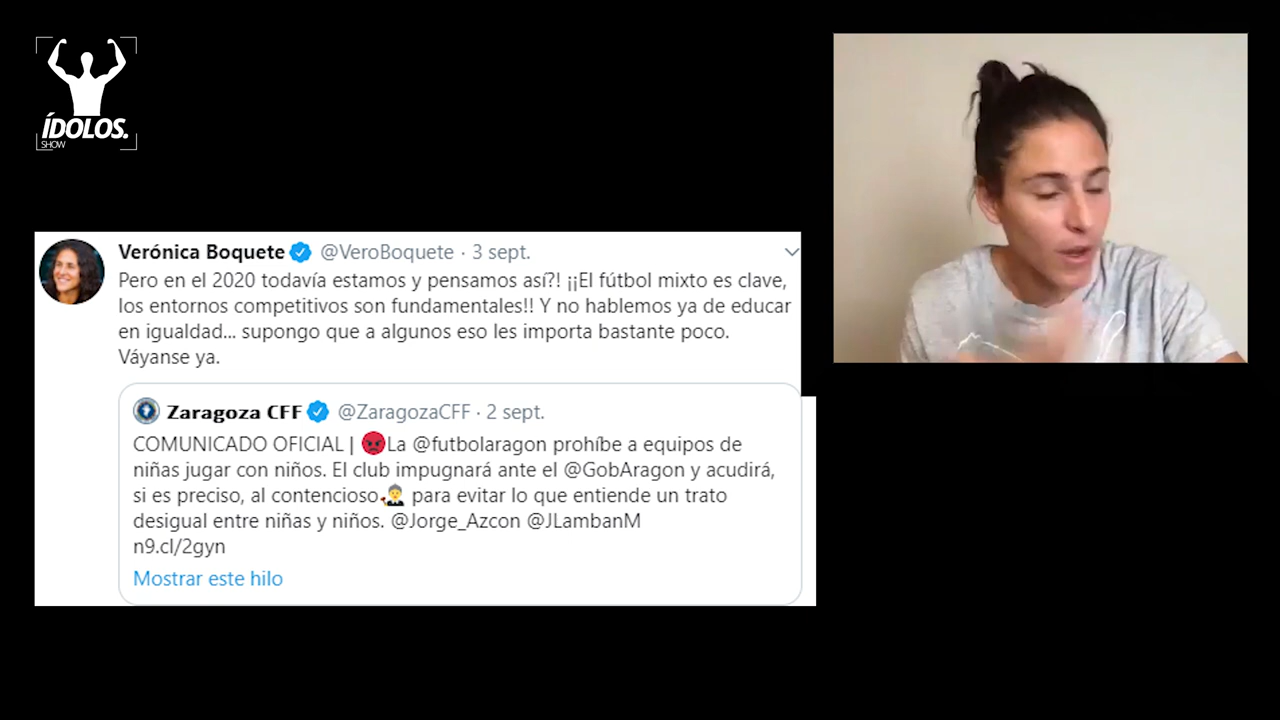 ÍDOLOS.
SHOW
Verónica Boquete @VeroBoquete · 3 sept.
Pero en el 2020 todavía estamos y pensamos así?! ¡¡El fútbol mixto es clave,
los entornos competitivos son fundamentales!! Y no hablemos ya de educar
en igualdad... supongo que a algunos eso les importa bastante poco.
Váyanse ya.
Zaragoza CFF @ZaragozaCFF · 2 sept.
COMUNICADO OFICIAL | 😡La @futbolaragon prohíbe a equipos de
niñas jugar con niños. El club impugnará ante el @GobAragon y acudirá,
si es preciso, al contencioso👨‍⚖️ para evitar lo que entiende un trato
desigual entre niñas y niños. @Jorge_Azcon @JLambanM
n9.cl/2gyn
Mostrar este hilo